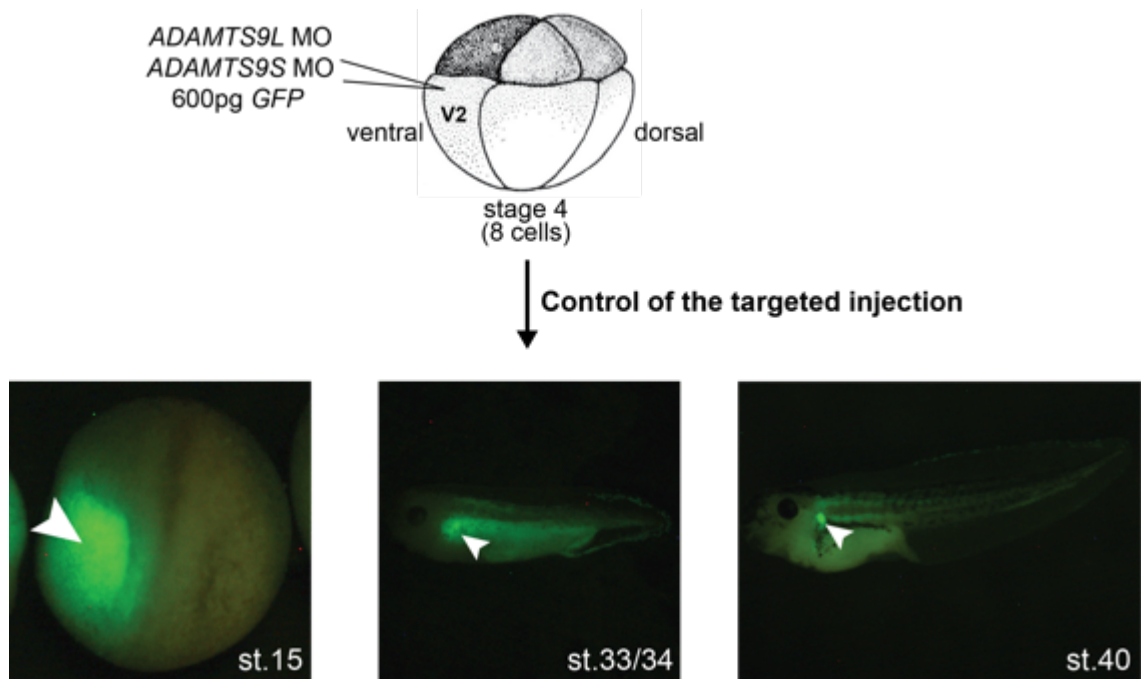 ADAMTS9L MO
ADAMTS9S MO
600pg GFP
V2
ventral
dorsal
stage 4
(8 cells)
Control of the targeted injection
st.15
st.33/34
st.40